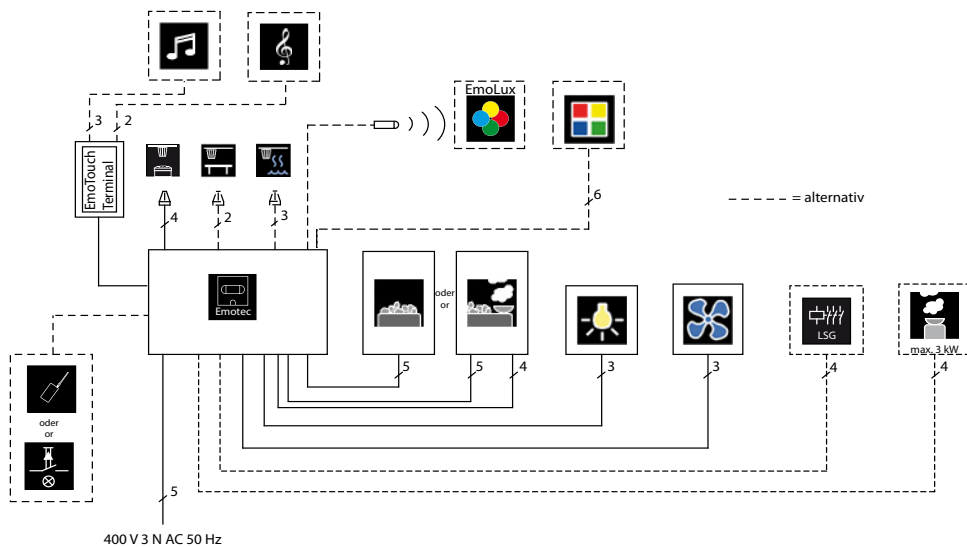 EmoLux
3
2
EmoTouch
Terminal
4
2
3
6
= alternativ
Emotec
oder
or
LSG
max. 3 kW
5
5
4
3
3
4
4
oder
or
5
400 V 3 N AC 50 Hz